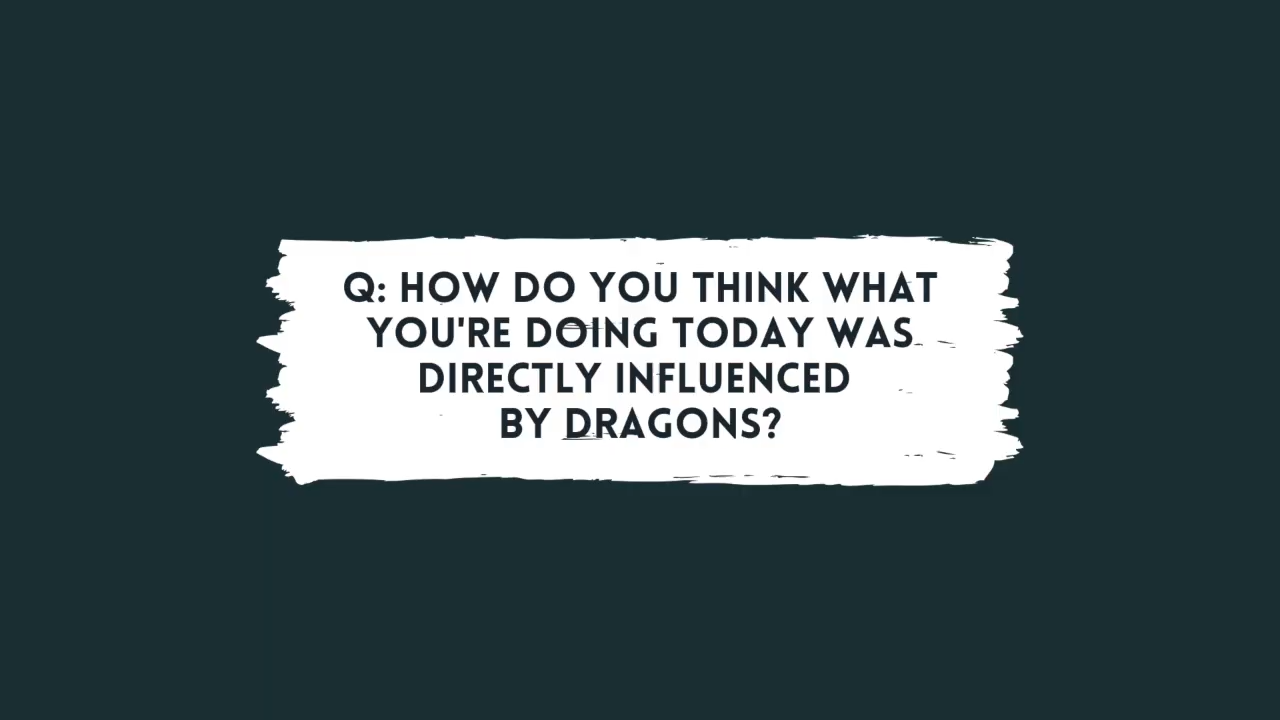 Q: HOW DO YOU THINK WHAT
YOU'RE DOING TODAY WAS
DIRECTLY INFLUENCED
BY DRAGONS?